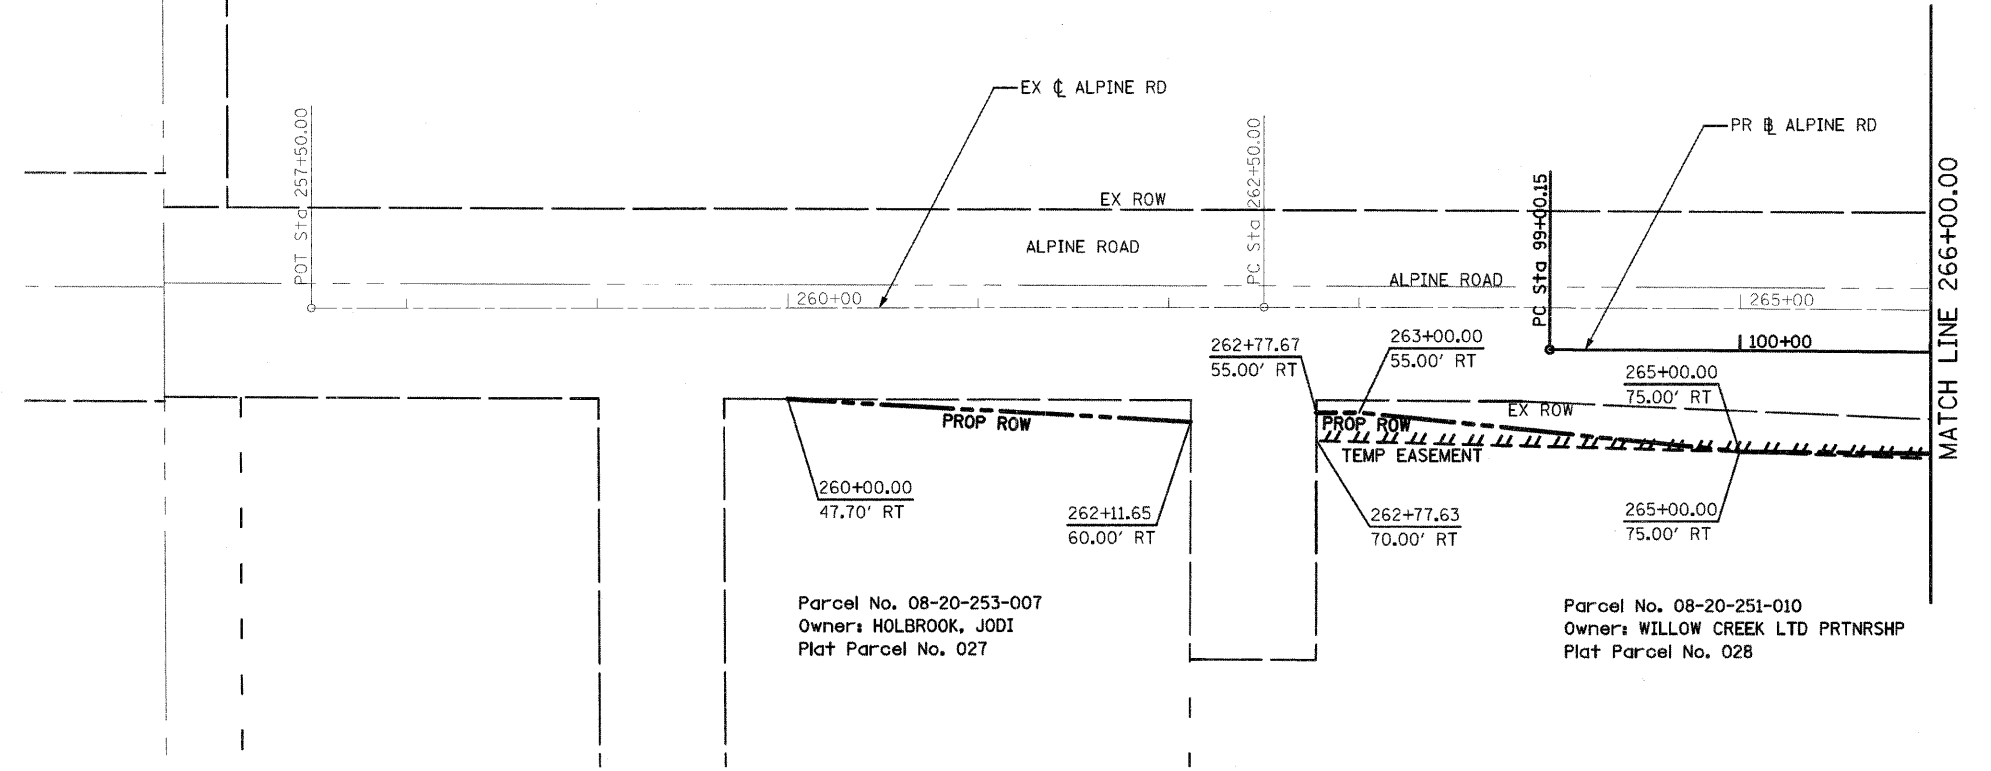 EX ℄ ALPINE RD
PR B̲L ALPINE RD
POT Sta 257+50.00
PC Sta 262+50.00
PC Sta 99+00.15
MATCH LINE 266+00.00
EX ROW
ALPINE ROAD
ALPINE ROAD
260+00
265+00
100+00
262+77.67
55.00' RT
263+00.00
55.00' RT
265+00.00
75.00' RT
EX ROW
PROP ROW
PROP ROW
TEMP EASEMENT
260+00.00
47.70' RT
262+11.65
60.00' RT
262+77.63
70.00' RT
265+00.00
75.00' RT
Parcel No. 08-20-253-007
Owner: HOLBROOK, JODI
Plat Parcel No. 027
Parcel No. 08-20-251-010
Owner: WILLOW CREEK LTD PRTNRSHP
Plat Parcel No. 028